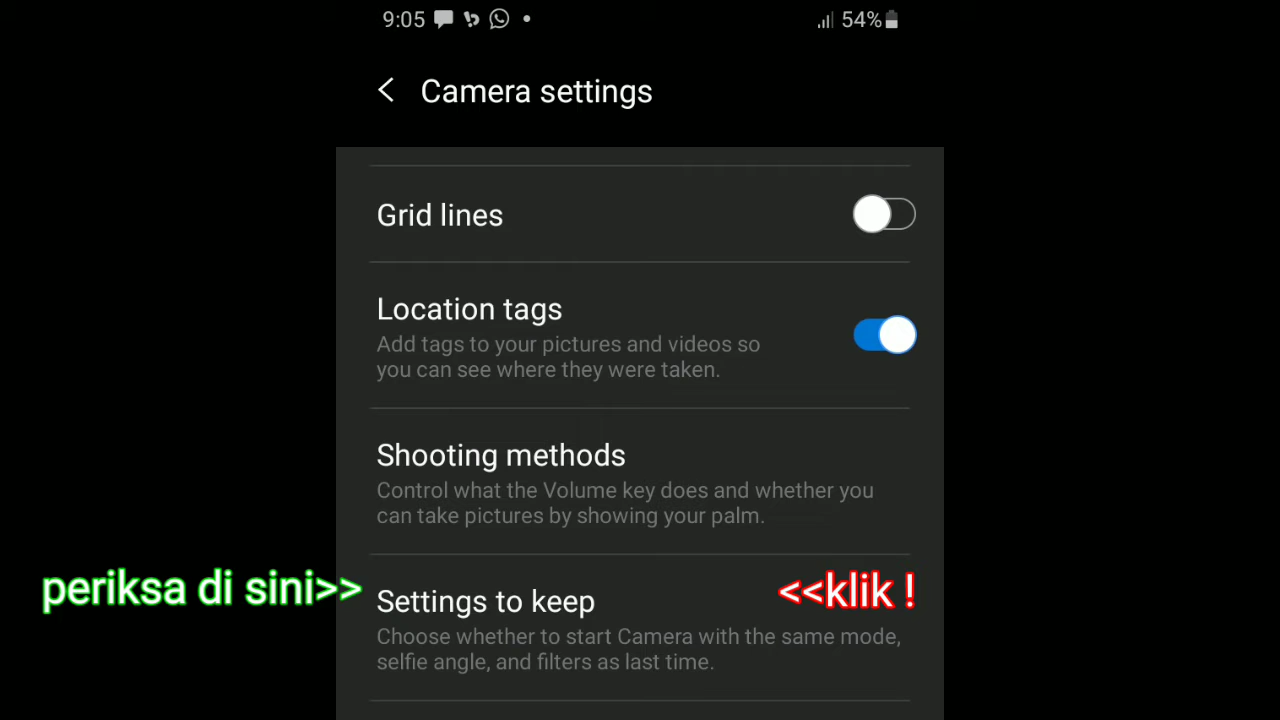 9:05 54%
Camera settings
Grid lines
Location tags
Add tags to your pictures and videos so
you can see where they were taken.
Shooting methods
Control what the Volume key does and whether you
can take pictures by showing your palm.
periksa di sini>> Settings to keep <<klik !
Choose whether to start Camera with the same mode,
selfie angle, and filters as last time.